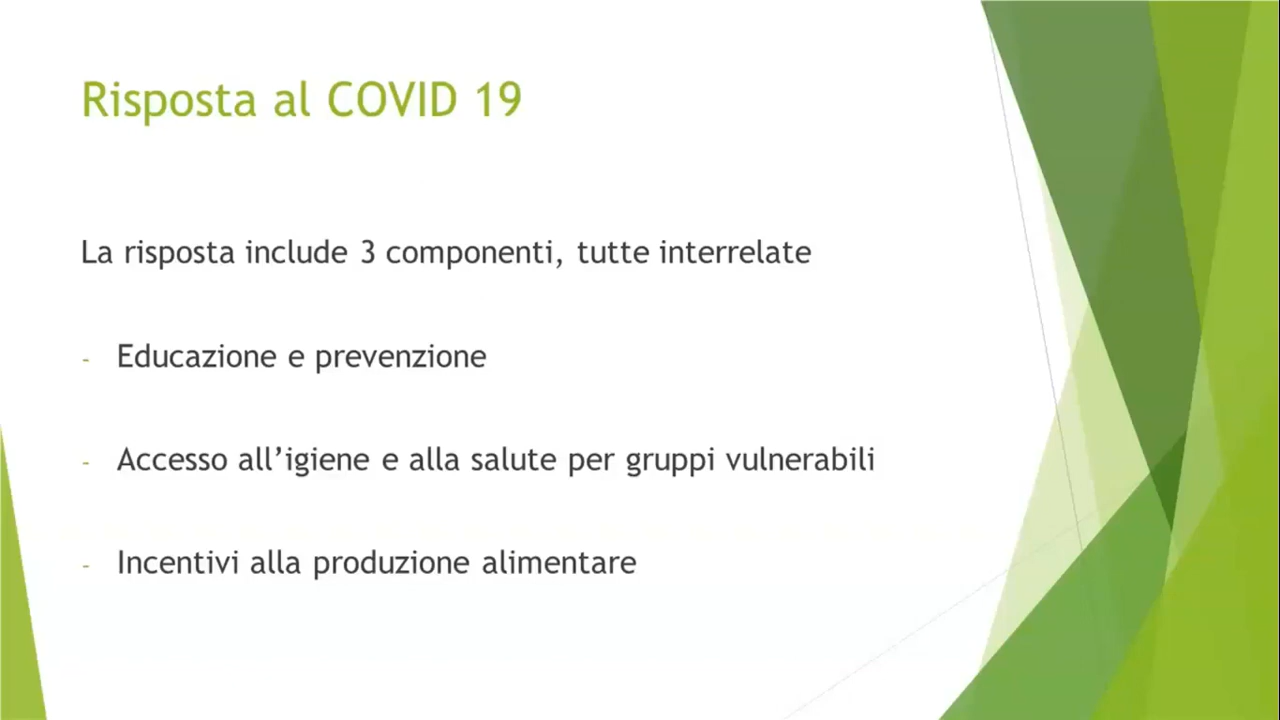 Risposta al COVID 19
La risposta include 3 componenti, tutte interrelate
- Educazione e prevenzione
- Accesso all’igiene e alla salute per gruppi vulnerabili
- Incentivi alla produzione alimentare